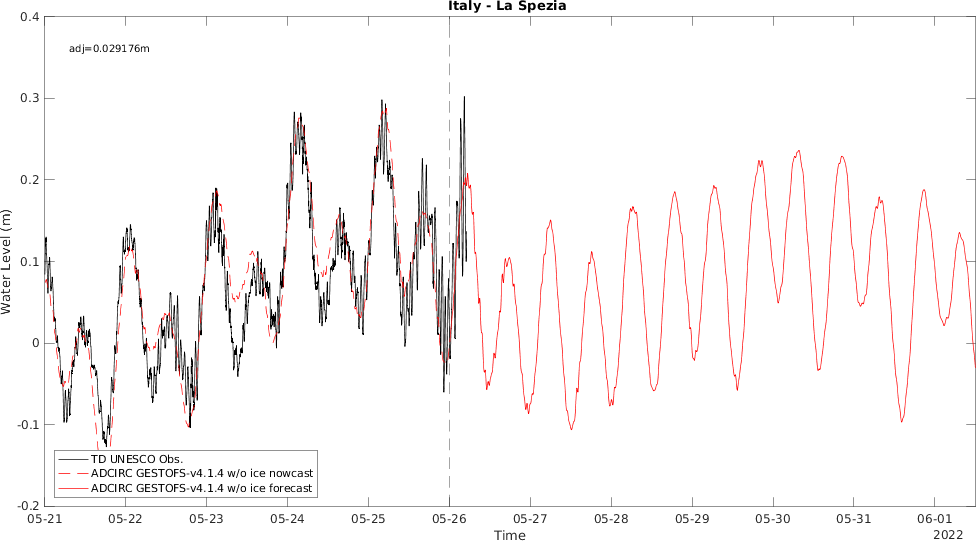 Italy - La Spezia
adj=0.029176m
Water Level (m)
0.4
0.3
0.2
0.1
0
-0.1
-0.2
TD UNESCO Obs.
ADCIRC GESTOFS-v4.1.4 w/o ice nowcast
ADCIRC GESTOFS-v4.1.4 w/o ice forecast
05-21 05-22 05-23 05-24 05-25 05-26 05-27 05-28 05-29 05-30 05-31 06-01
Time
2022